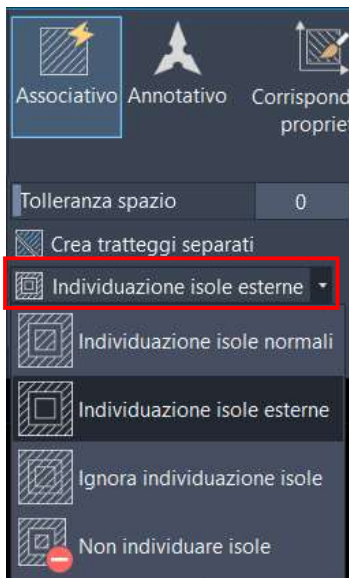 Associativo Annotativo Corrispond
propriet
Tolleranza spazio 0
Crea tratteggi separati
Individuazione isole esterne
Individuazione isole normali
Individuazione isole esterne
Ignora individuazione isole
Non individuare isole